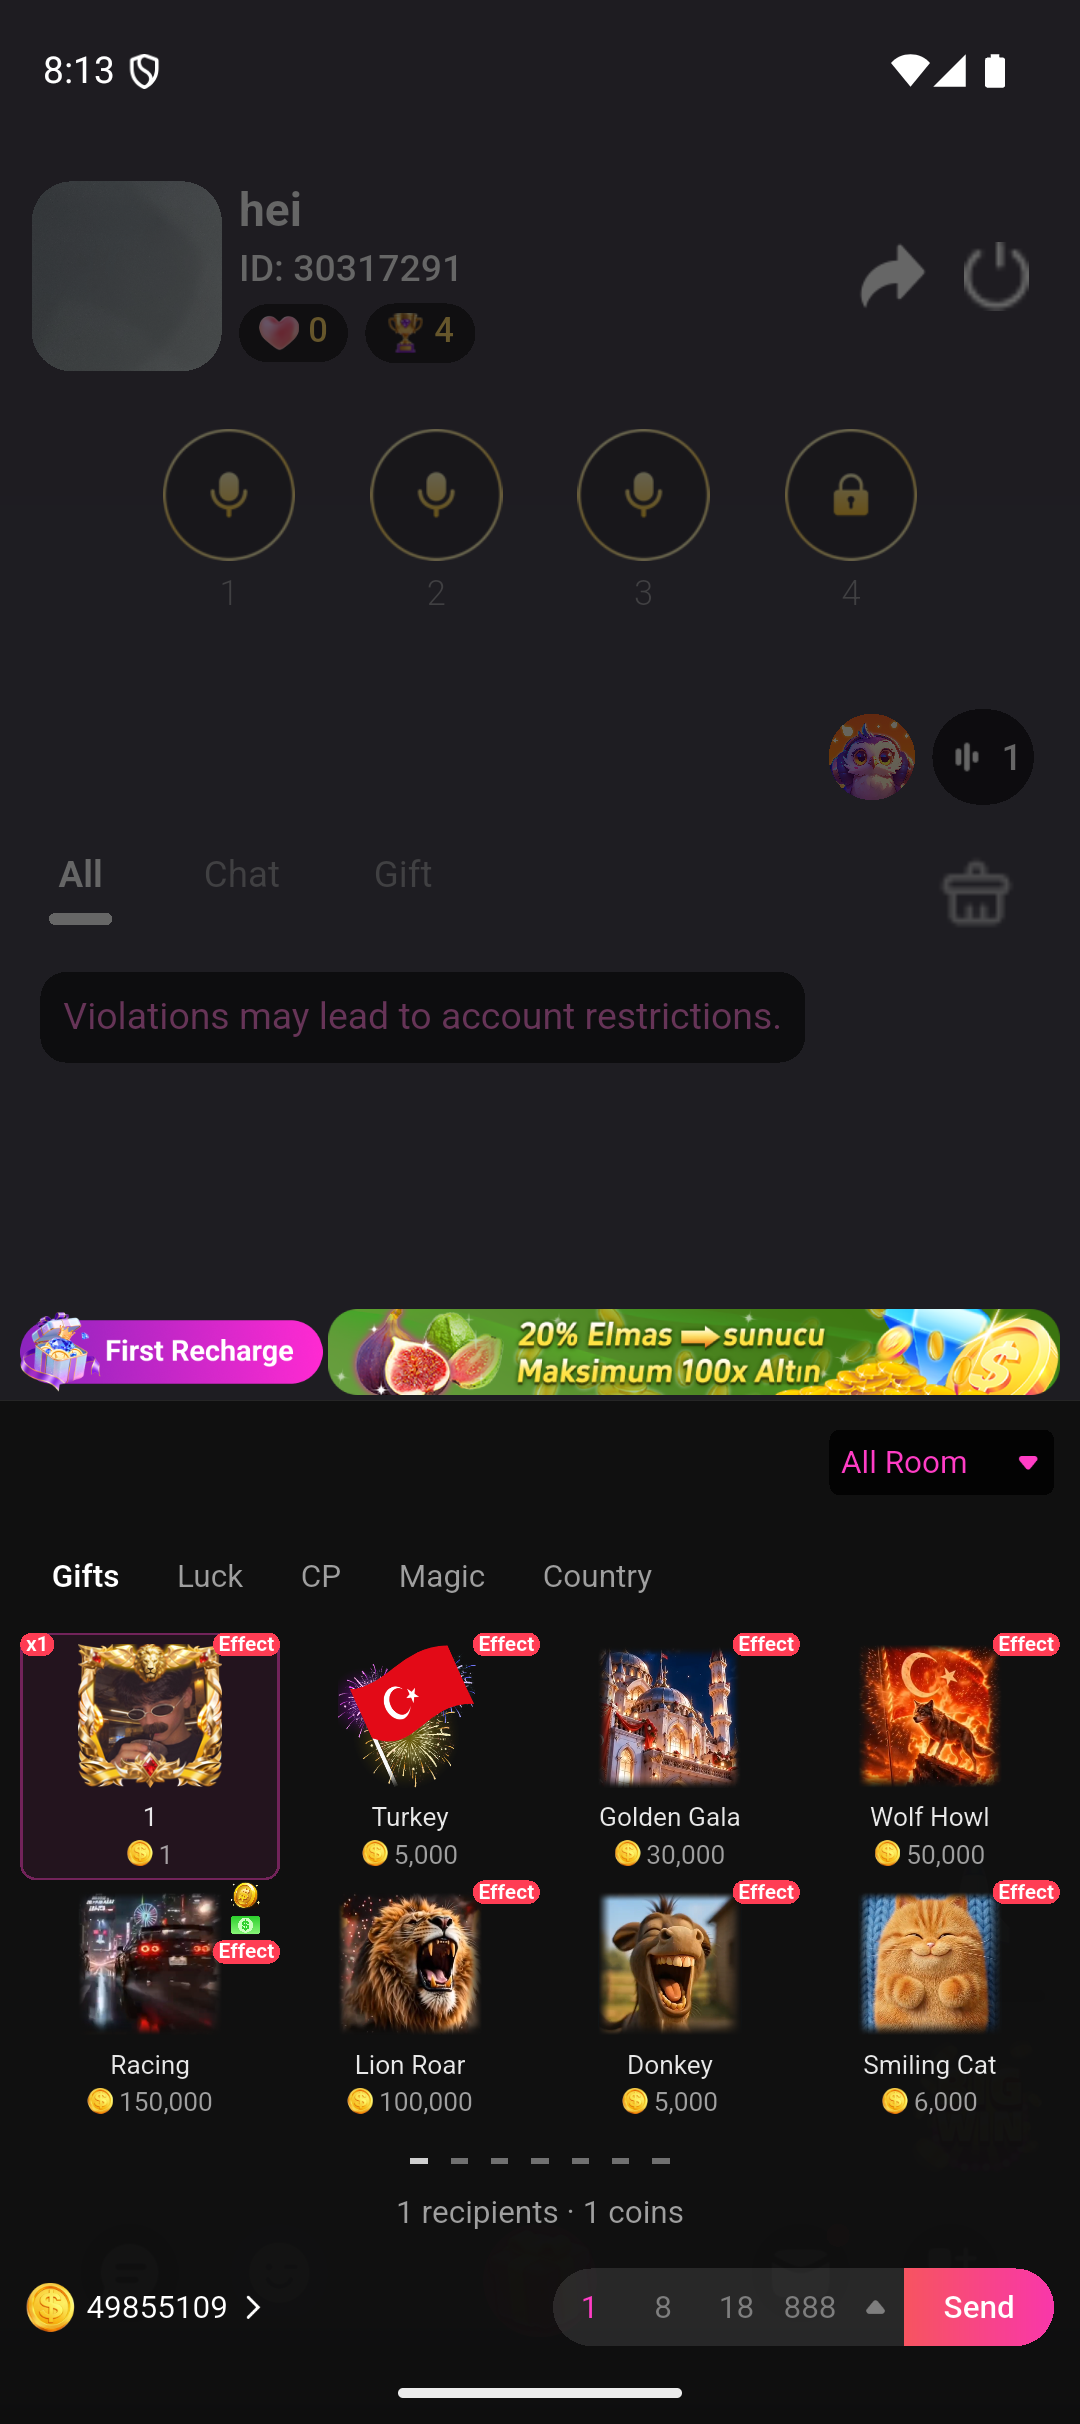 8:13
hei
ID: 30317291
0
4
1
2
3
4
1
All
Chat
Gift
Violations may lead to account restrictions.
First Recharge
20% Elmas ➡ sunucu
Maksimum 100x Altın
All Room
Gifts
Luck
CP
Magic
Country
x1
Effect
1
1
Effect
Turkey
5,000
Effect
Golden Gala
30,000
Effect
Wolf Howl
50,000
Effect
Racing
150,000
Effect
Lion Roar
100,000
Effect
Donkey
5,000
Effect
Smiling Cat
6,000
1 recipients · 1 coins
49855109
1
8
18
888
Send